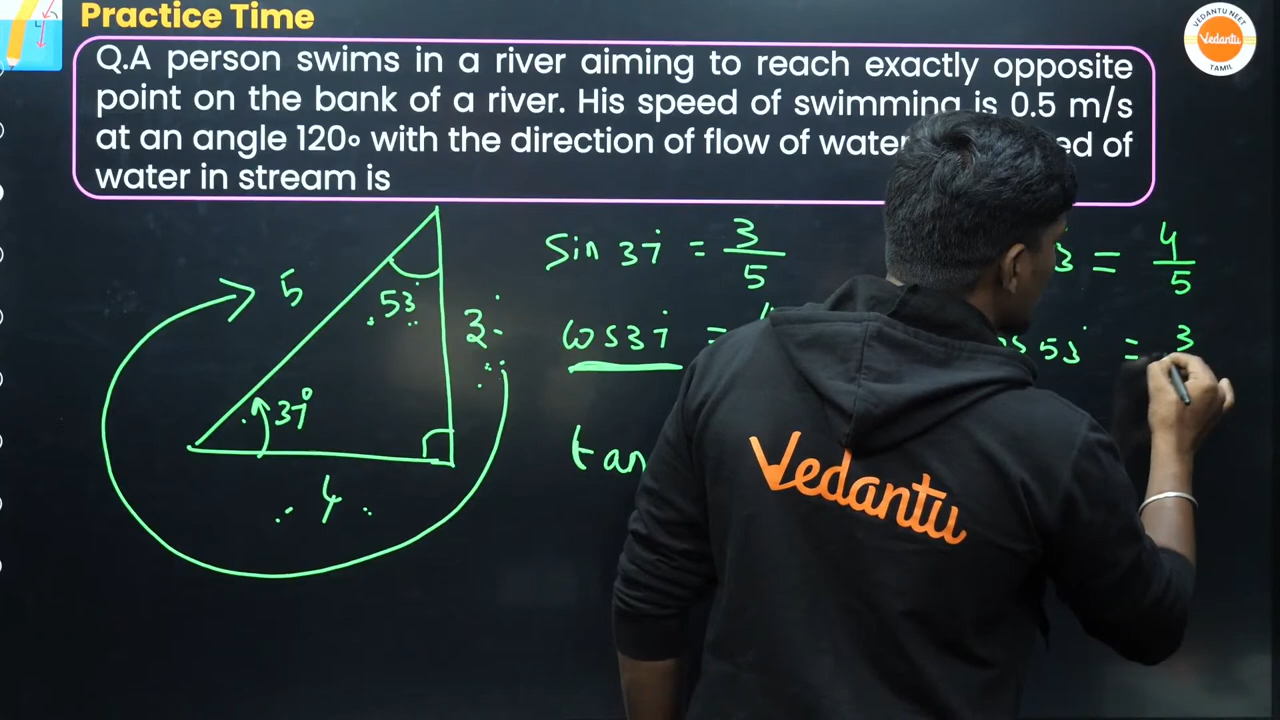 Practice Time
Q.A person swims in a river aiming to reach exactly opposite
point on the bank of a river. His speed of swimming is 0.5 m/s
at an angle 120° with the direction of flow of water
ed of
water in stream is
VEDANTU NEET
Vedantu
TAMIL
5
53°
3
37°
4
Sin 37° = 3/5
cos 37° =
tan
= 4/5
53° = 3
Vedantu